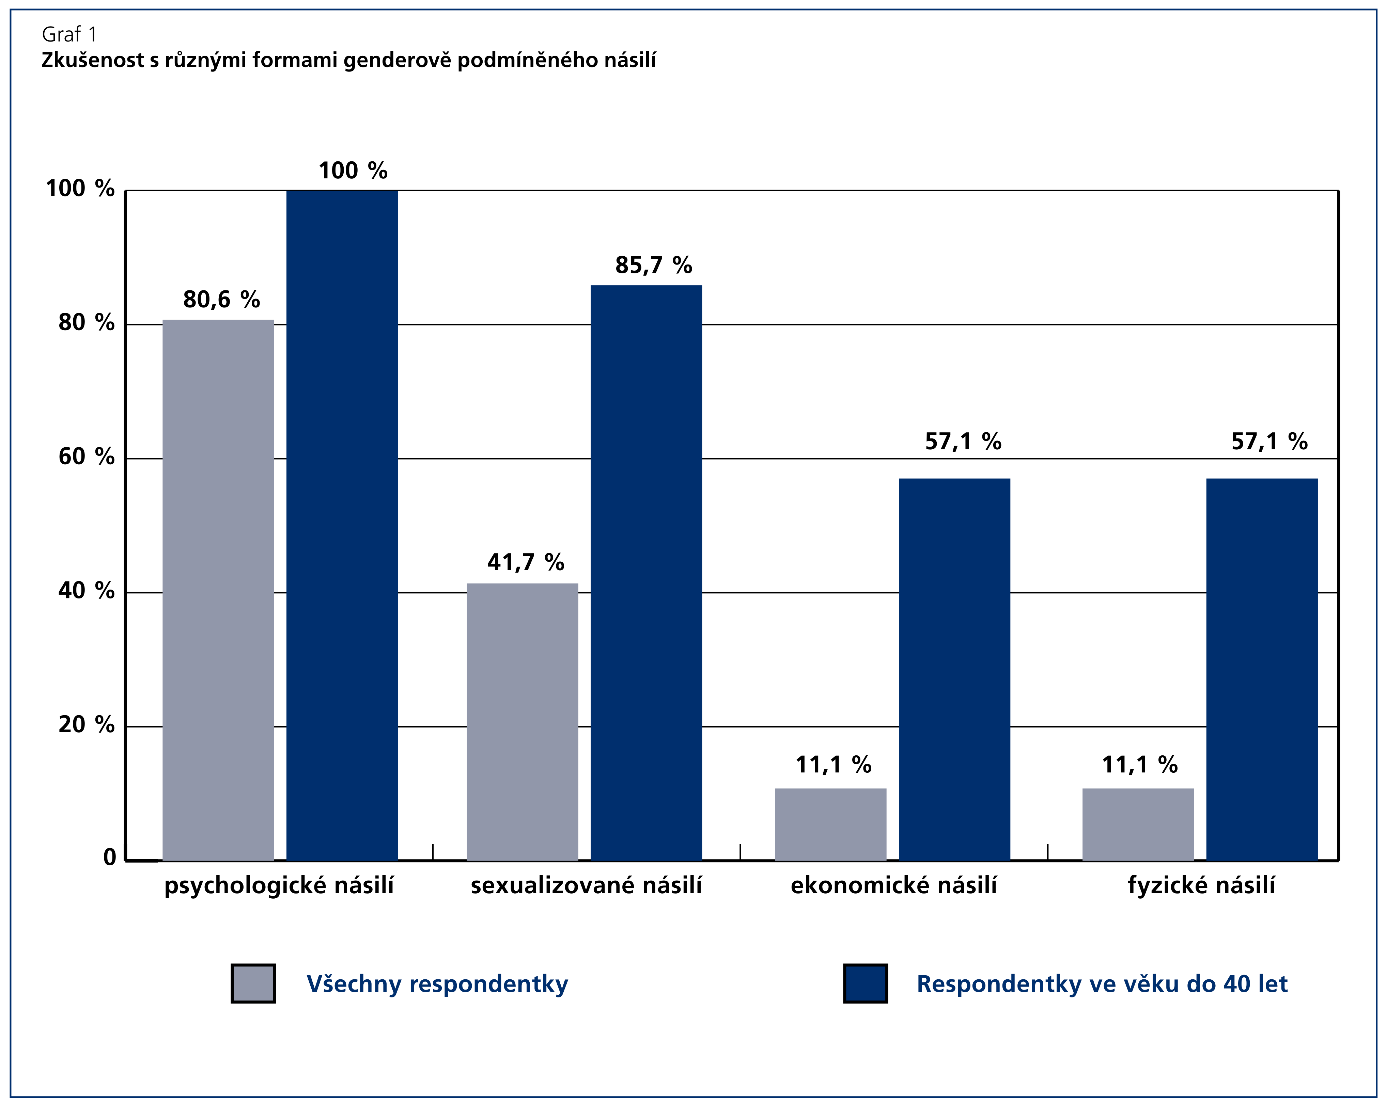 Graf 1
Zkušenost s různými formami genderově podmíněného násilí
100 %
100 %
85,7 %
80,6 %
80 %
60 %
57,1 %
57,1 %
41,7 %
40 %
20 %
11,1 %
11,1 %
0
psychologické násilí
sexualizované násilí
ekonomické násilí
fyzické násilí
Všechny respondentky
Respondentky ve věku do 40 let